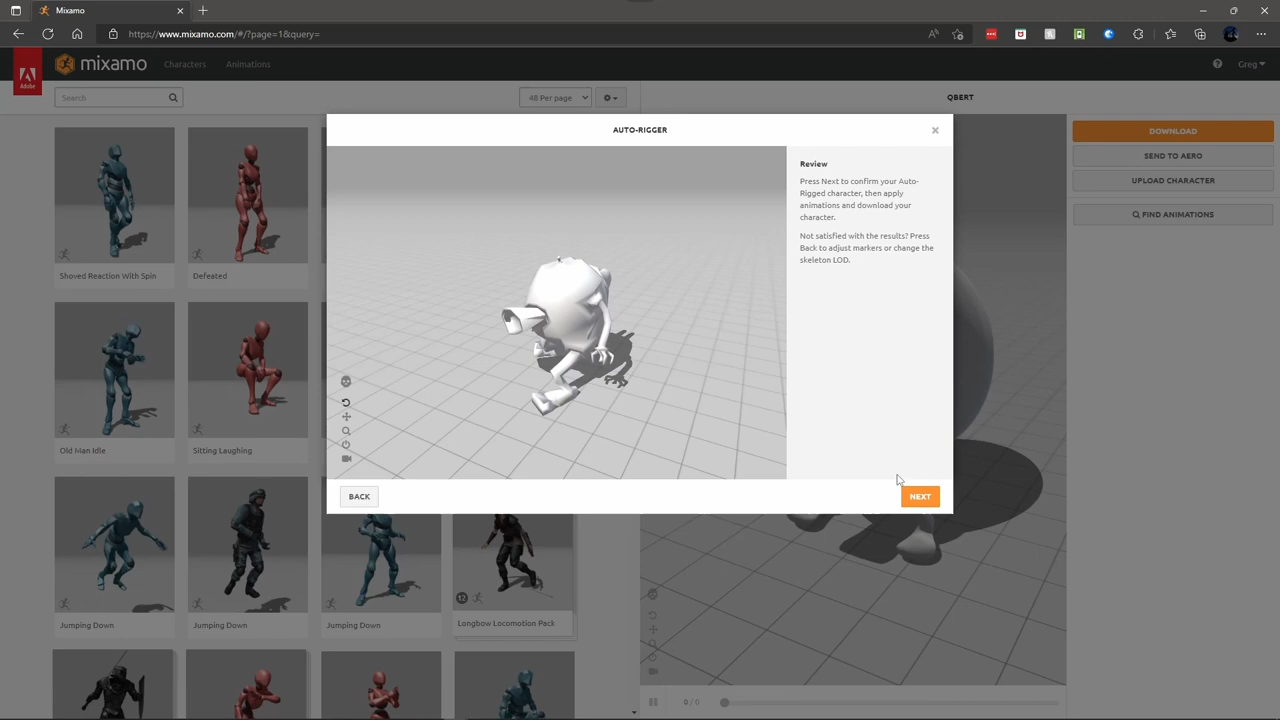 Mixamo
https://www.mixamo.com/#/?page=1&query=
Adobe
mixamo
Characters
Animations
Greg
Search
48 Per page
QBERT
AUTO-RIGGER
Review
Press Next to confirm your Auto-
Rigged character, then apply
animations and download your
character.
Not satisfied with the results? Press
Back to adjust markers or change the
skeleton LOD.
BACK
NEXT
DOWNLOAD
SEND TO AERO
UPLOAD CHARACTER
FIND ANIMATIONS
Shoved Reaction With Spin
Defeated
Old Man Idle
Sitting Laughing
Jumping Down
Jumping Down
Jumping Down
12
Longbow Locomotion Pack
0 / 0